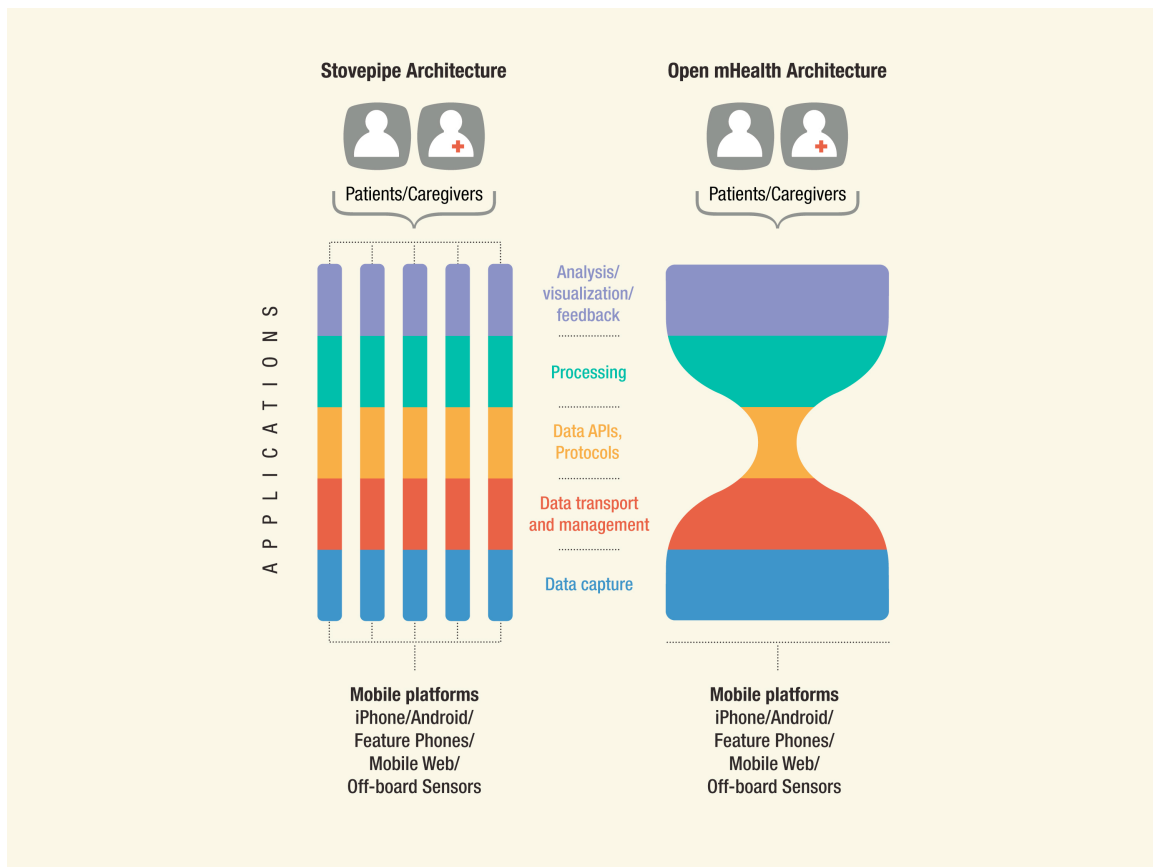 Stovepipe Architecture
Patients/Caregivers
APPLICATIONS
Open mHealth Architecture
Patients/Caregivers
Analysis/
visualization/
feedback
Processing
Data APIs,
Protocols
Data transport
and management
Data capture
Mobile platforms
iPhone/Android/
Feature Phones/
Mobile Web/
Off-board Sensors
Mobile platforms
iPhone/Android/
Feature Phones/
Mobile Web/
Off-board Sensors